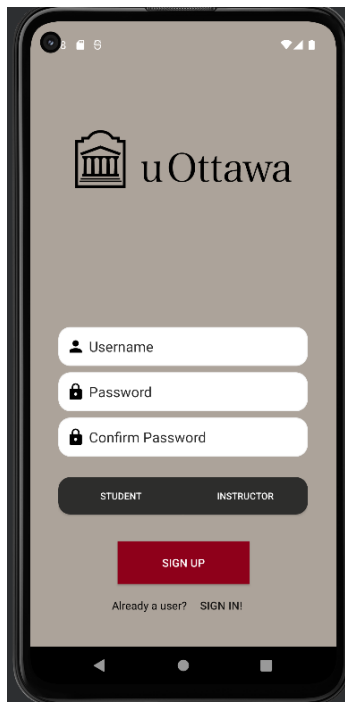 uOttawa
Username
Password
Confirm Password
STUDENT INSTRUCTOR
SIGN UP
Already a user? SIGN IN!